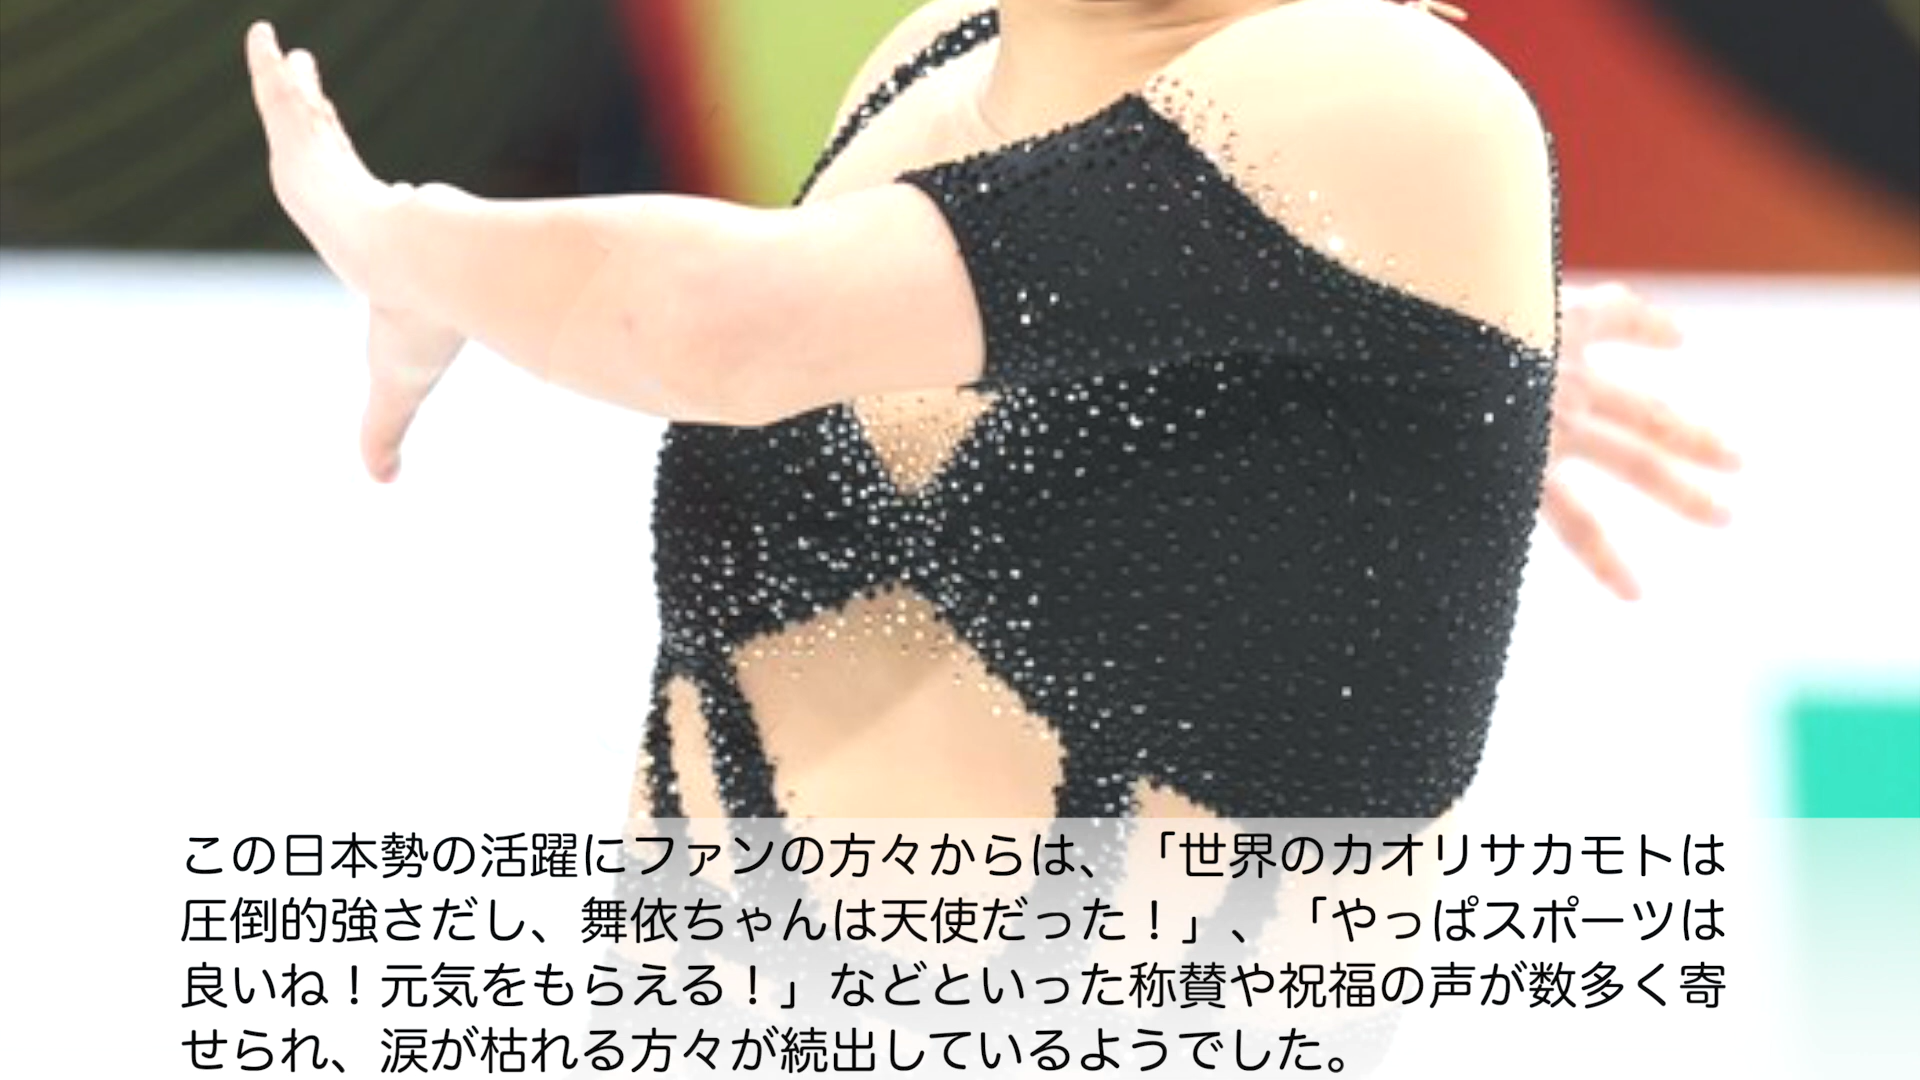 この日本勢の活躍にファンの方々からは、「世界のカオリサカモトは
圧倒的強さだし、舞依ちゃんは天使だった！」、「やっぱスポーツは
良いね！元気をもらえる！」などといった称賛や祝福の声が数多く寄
せられ、涙が枯れる方々が続出しているようでした。